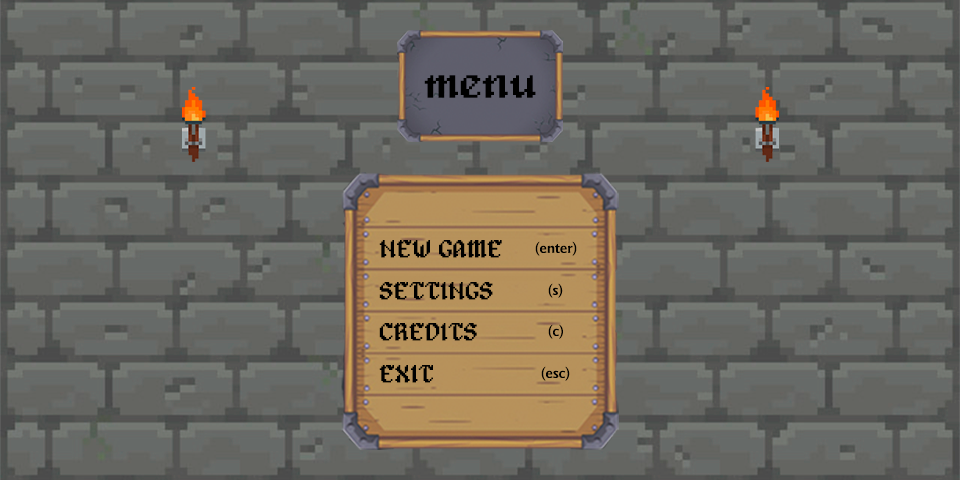 menu
NEW GAME (enter)
SETTINGS (s)
CREDITS (c)
EXIT (esc)